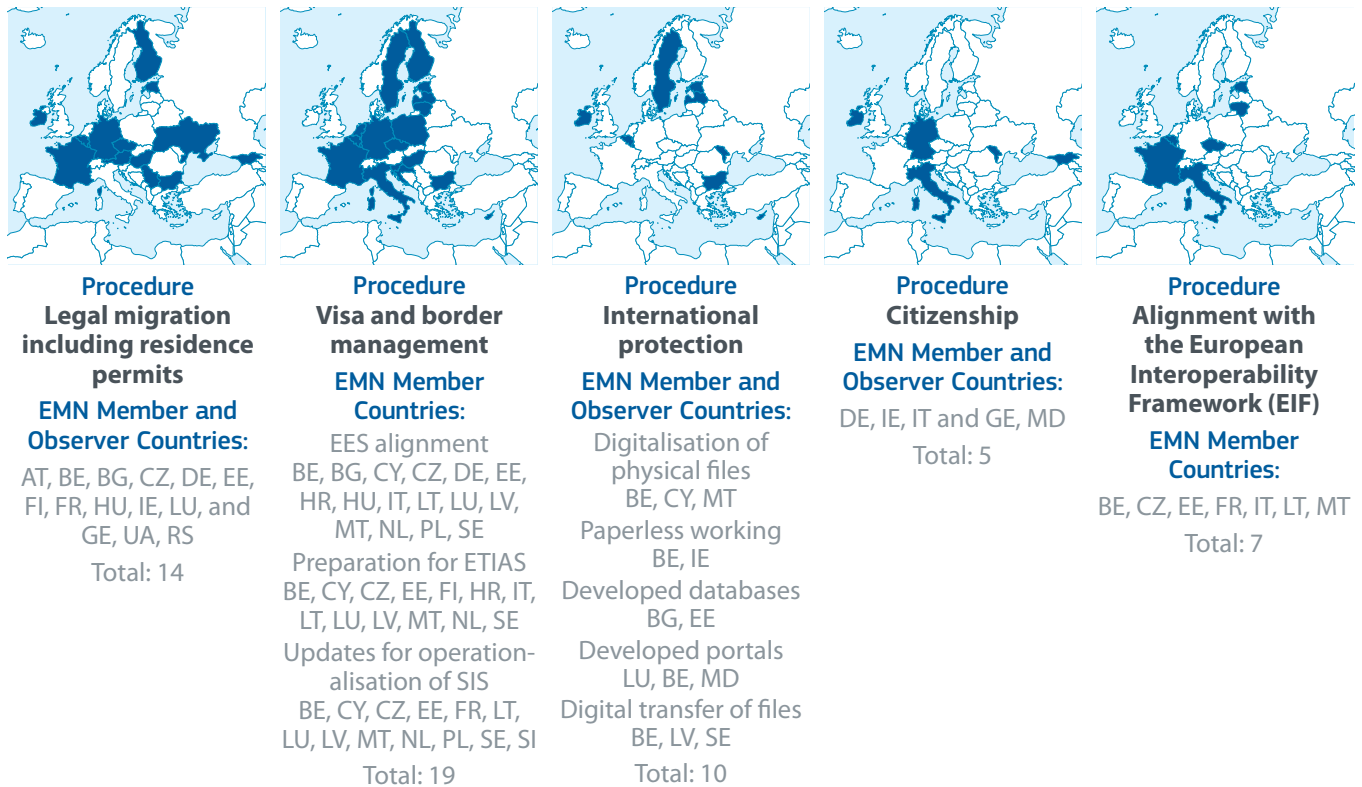 Procedure
Legal migration
including residence
permits
EMN Member and
Observer Countries:
AT, BE, BG, CZ, DE, EE,
FI, FR, HU, IE, LU, and
GE, UA, RS
Total: 14
Procedure
Visa and border
management
EMN Member
Countries:
EES alignment
BE, BG, CY, CZ, DE, EE,
HR, HU, IT, LT, LU, LV,
MT, NL, PL, SE
Preparation for ETIAS
BE, CY, CZ, EE, FI, HR, IT,
LT, LU, LV, MT, NL, SE
Updates for operation-
alisation of SIS
BE, CY, CZ, EE, FR, LT,
LU, LV, MT, NL, PL, SE, SI
Total: 19
Procedure
International
protection
EMN Member and
Observer Countries:
Digitalisation of
physical files
BE, CY, MT
Paperless working
BE, IE
Developed databases
BG, EE
Developed portals
LU, BE, MD
Digital transfer of files
BE, LV, SE
Total: 10
Procedure
Citizenship
EMN Member and
Observer Countries:
DE, IE, IT and GE, MD
Total: 5
Procedure
Alignment with
the European
Interoperability
Framework (EIF)
EMN Member
Countries:
BE, CZ, EE, FR, IT, LT, MT
Total: 7